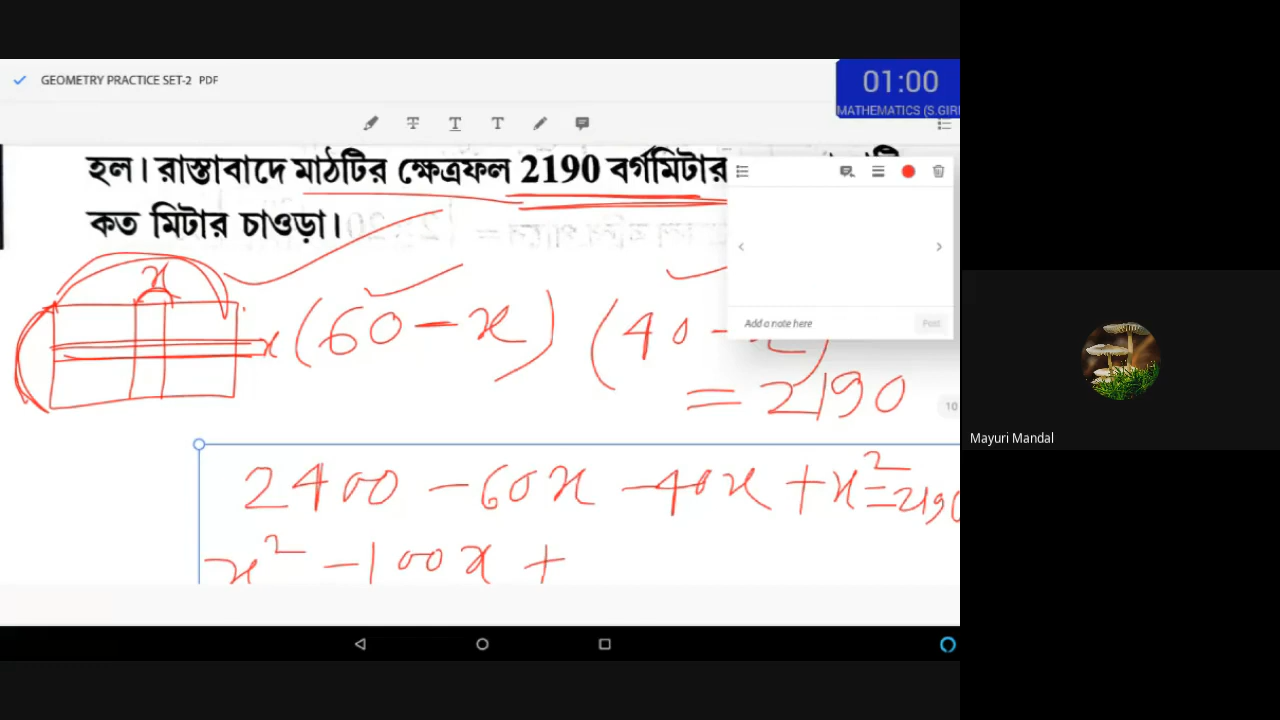 GEOMETRY PRACTICE SET-2 PDF
01:00
MATHEMATICS (S.GIRI
হল। রাস্তাবাদে মাঠটির ক্ষেত্রফল 2190 বর্গমিটার
কত মিটার চাওড়া।
x
x (60 - x) (40 -
= 2190
Add a note here
Post
10
2400 - 60x - 40x + x² = 2190
x² - 100x +
Mayuri Mandal